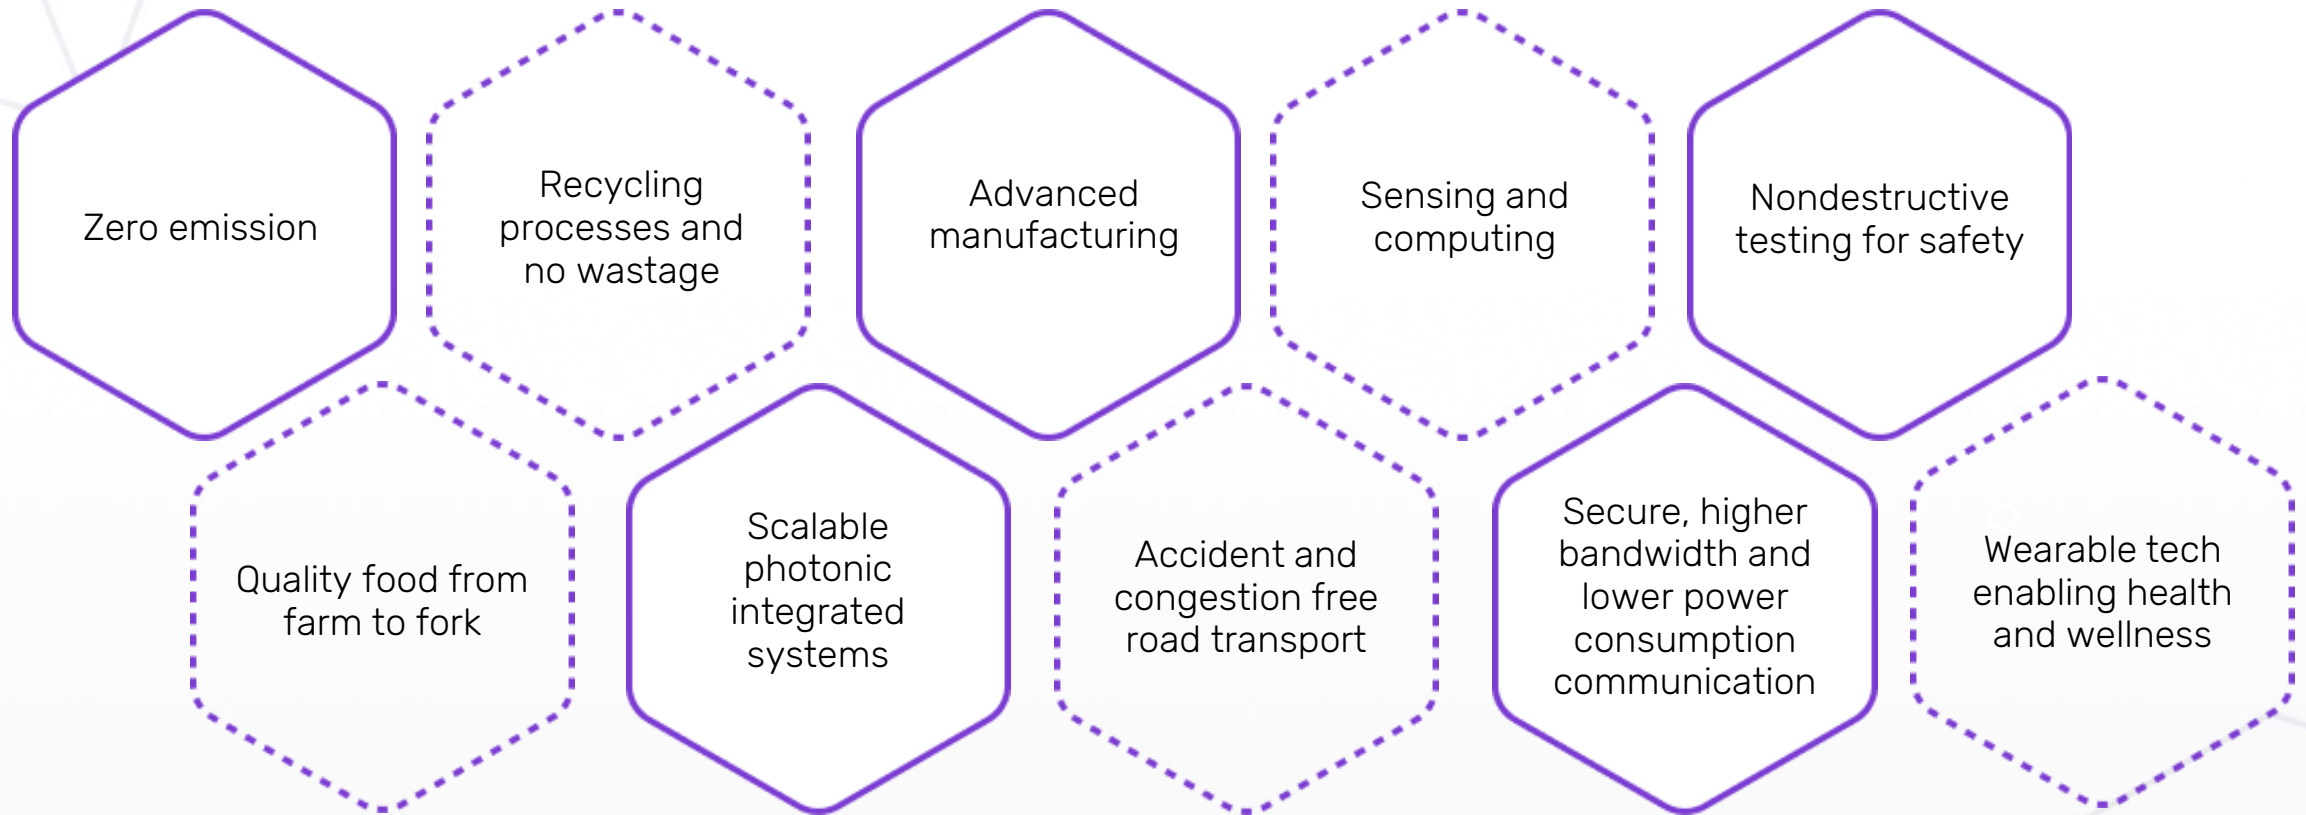 Zero emission
Recycling
processes and
no wastage
Advanced
manufacturing
Sensing and
computing
Nondestructive
testing for safety
Quality food from
farm to fork
Scalable
photonic
integrated
systems
Accident and
congestion free
road transport
Secure, higher
bandwidth and
lower power
consumption
communication
8
Wearable tech
enabling health
and wellness